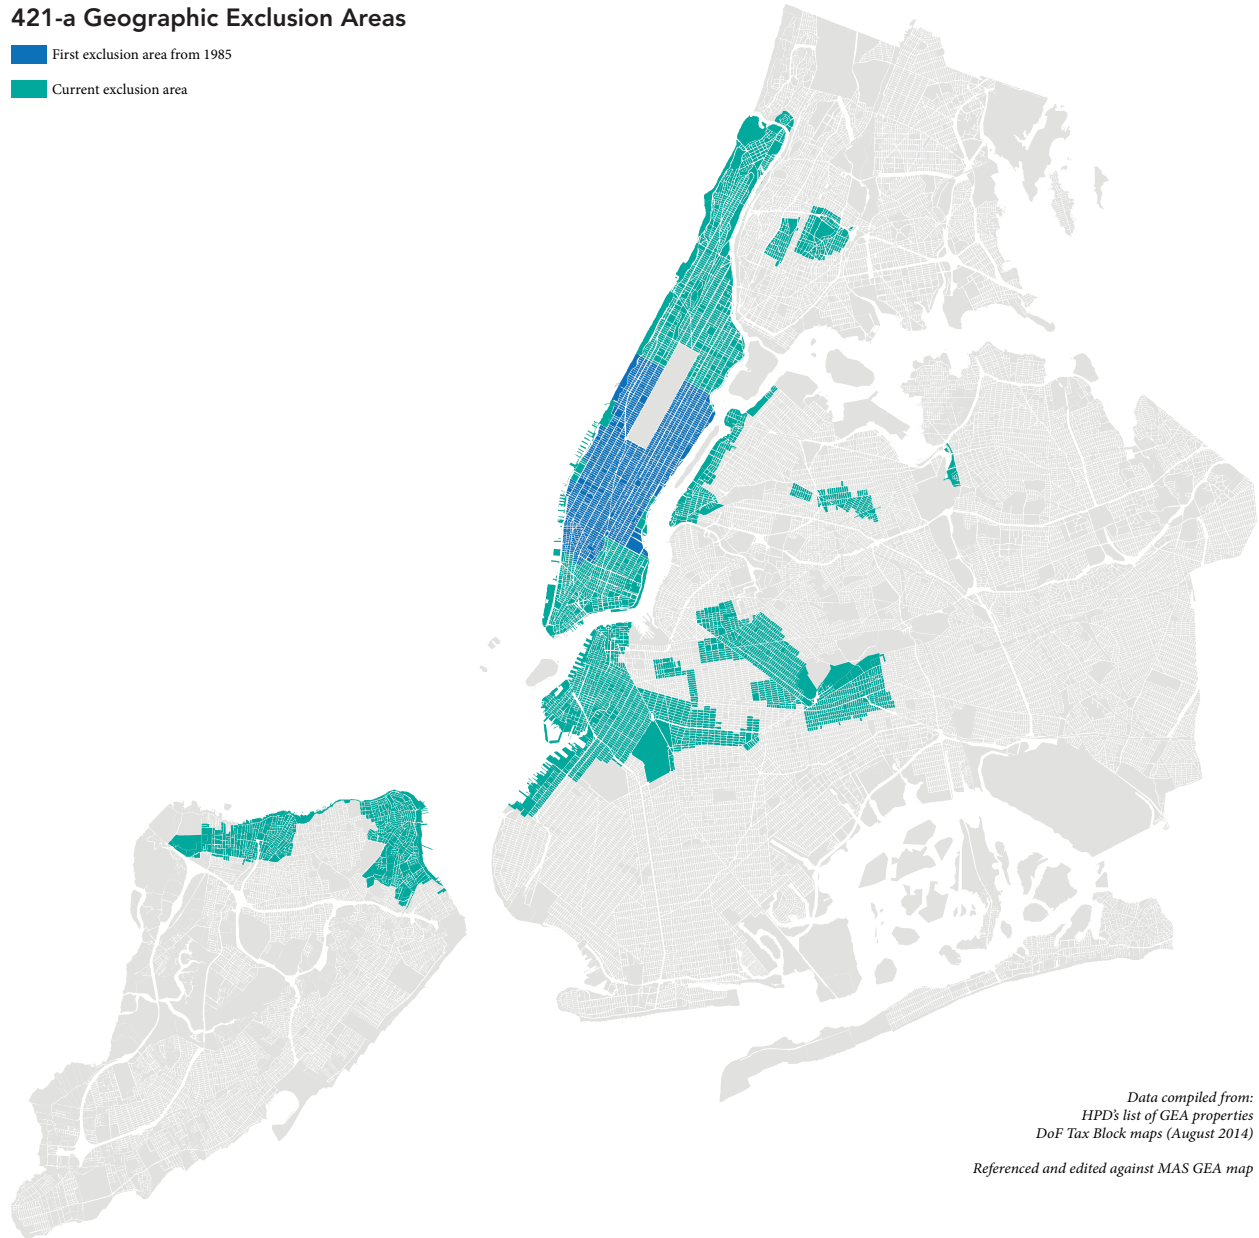 421-a Geographic Exclusion Areas
First exclusion area from 1985
Current exclusion area
Data compiled from:
HPD's list of GEA properties
DoF Tax Block maps (August 2014)
Referenced and edited against MAS GEA map